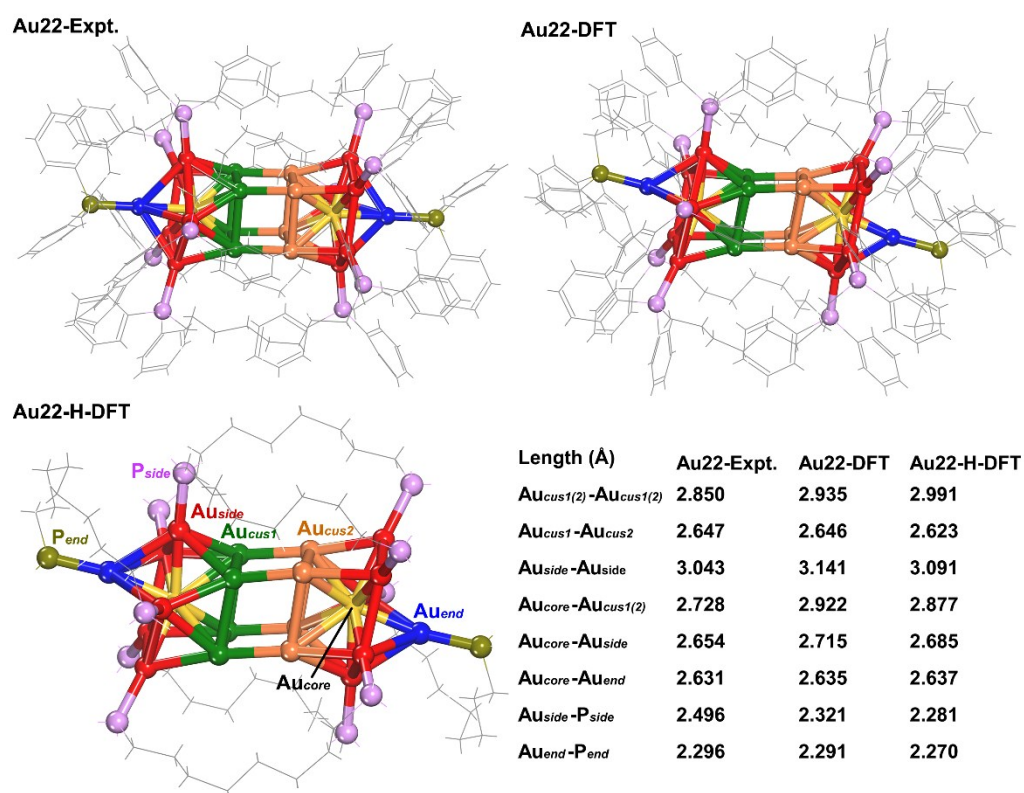 Au22-Expt.
Au22-DFT
Au22-H-DFT
Pside
Auside
Aucus1
Aucus2
Pend
Auend
Aucore
Length (Å) Au22-Expt. Au22-DFT Au22-H-DFT
Aucus1(2)-Aucus1(2) 2.850 2.935 2.991
Aucus1-Aucus2 2.647 2.646 2.623
Auside-Auside 3.043 3.141 3.091
Aucore-Aucus1(2) 2.728 2.922 2.877
Aucore-Auside 2.654 2.715 2.685
Aucore-Auend 2.631 2.635 2.637
Auside-Pside 2.496 2.321 2.281
Auend-Pend 2.296 2.291 2.270